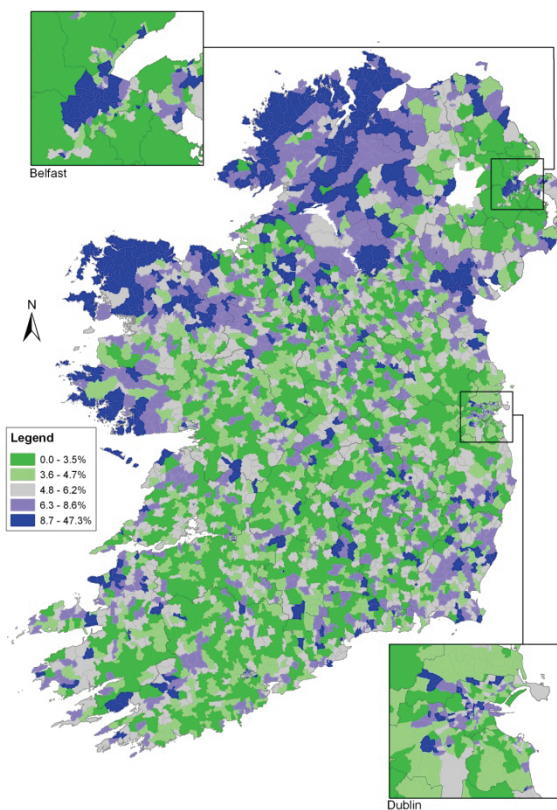 Belfast
N
Legend
0.0 - 3.5%
3.6 - 4.7%
4.8 - 6.2%
6.3 - 8.6%
8.7 - 47.3%
Dublin